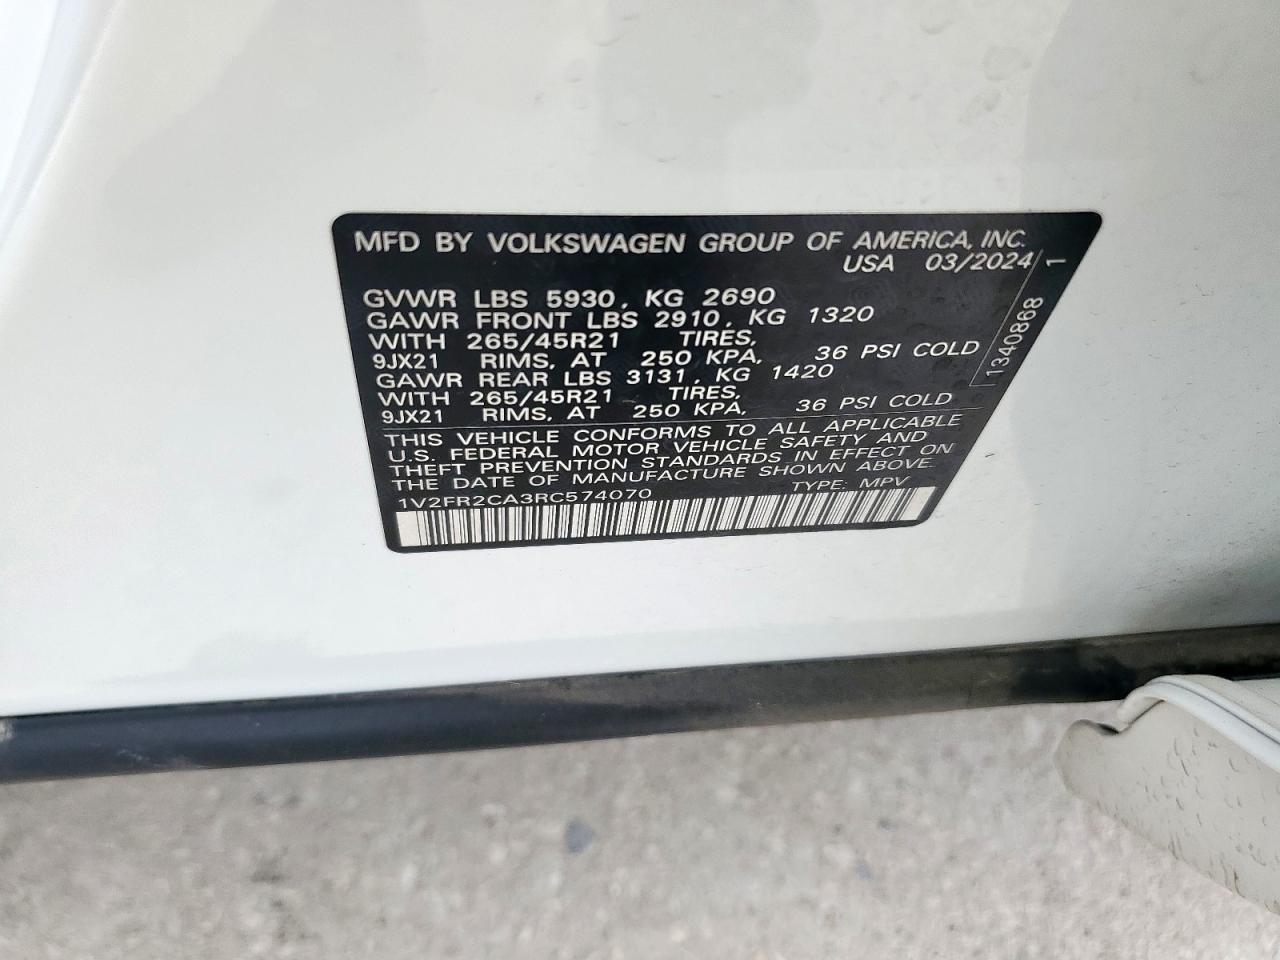 MFD BY VOLKSWAGEN GROUP OF AMERICA, INC.
USA 03/2024
GVWR LBS 5930, KG 2690
GAWR FRONT LBS 2910, KG 1320
WITH 265/45R21 TIRES,
9JX21 RIMS, AT 250 KPA, 36 PSI COLD
GAWR REAR LBS 3131, KG 1420
WITH 265/45R21 TIRES,
9JX21 RIMS, AT 250 KPA, 36 PSI COLD
THIS VEHICLE CONFORMS TO ALL APPLICABLE
U.S. FEDERAL MOTOR VEHICLE SAFETY AND
THEFT PREVENTION STANDARDS IN EFFECT ON
THE DATE OF MANUFACTURE SHOWN ABOVE.
1V2FR2CA3RC574070 TYPE: MPV
1340868 1